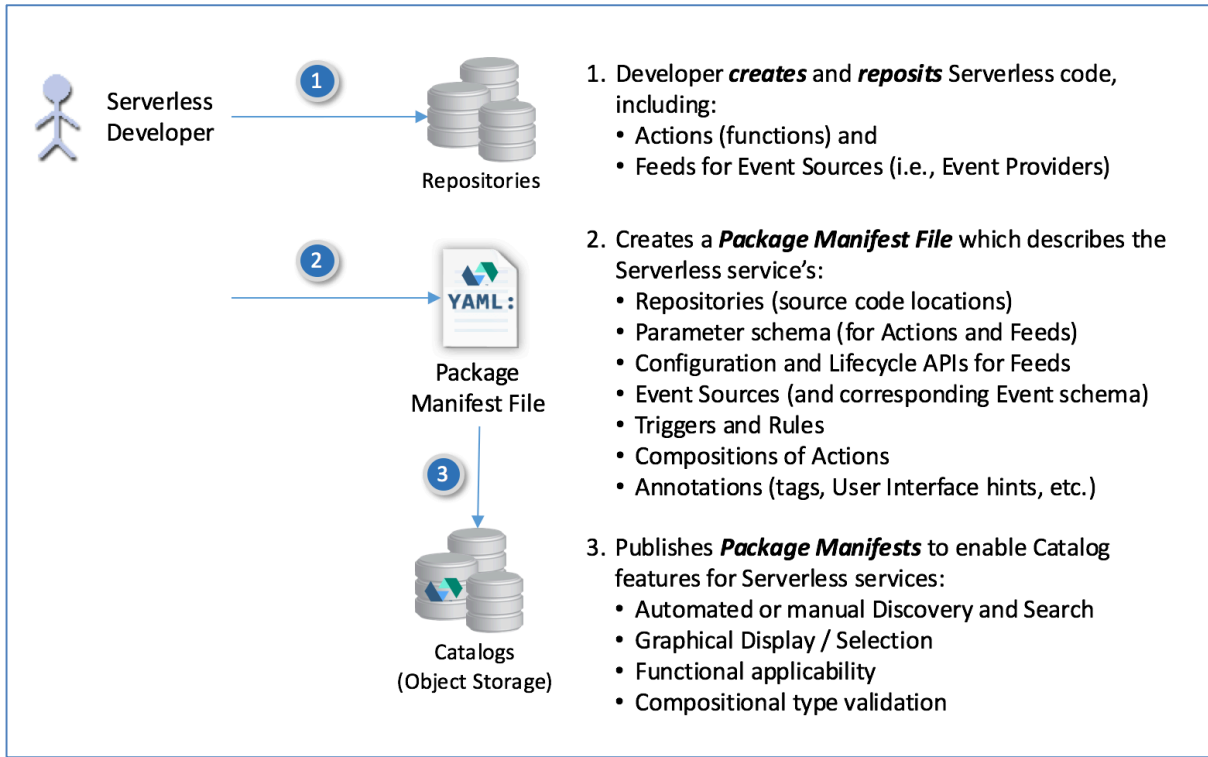 Serverless
Developer
1
Repositories
1. Developer creates and reposits Serverless code,
including:
• Actions (functions) and
• Feeds for Event Sources (i.e., Event Providers)
2
YAML:
Package
Manifest File
2. Creates a Package Manifest File which describes the
Serverless service's:
• Repositories (source code locations)
• Parameter schema (for Actions and Feeds)
• Configuration and Lifecycle APIs for Feeds
• Event Sources (and corresponding Event schema)
• Triggers and Rules
• Compositions of Actions
• Annotations (tags, User Interface hints, etc.)
3
Catalogs
(Object Storage)
3. Publishes Package Manifests to enable Catalog
features for Serverless services:
• Automated or manual Discovery and Search
• Graphical Display / Selection
• Functional applicability
• Compositional type validation